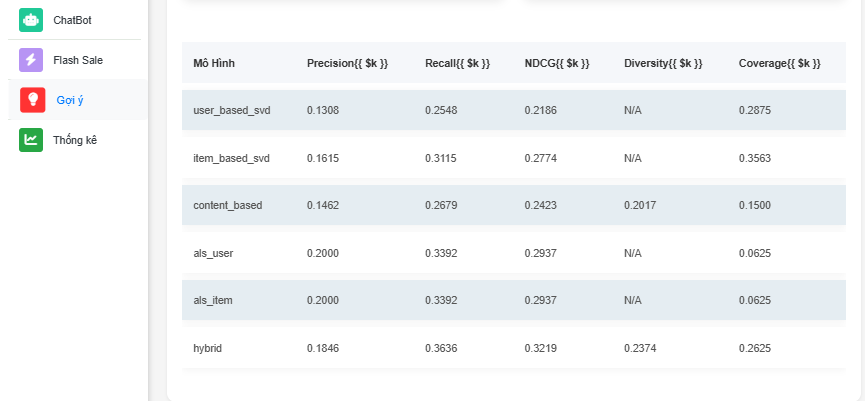 ChatBot
Flash Sale
Gợi ý
Thống kê
Mô Hình Precision{{ $k }} Recall{{ $k }} NDCG{{ $k }} Diversity{{ $k }} Coverage{{ $k }}
user_based_svd 0.1308 0.2548 0.2186 N/A 0.2875
item_based_svd 0.1615 0.3115 0.2774 N/A 0.3563
content_based 0.1462 0.2679 0.2423 0.2017 0.1500
als_user 0.2000 0.3392 0.2937 N/A 0.0625
als_item 0.2000 0.3392 0.2937 N/A 0.0625
hybrid 0.1846 0.3636 0.3219 0.2374 0.2625